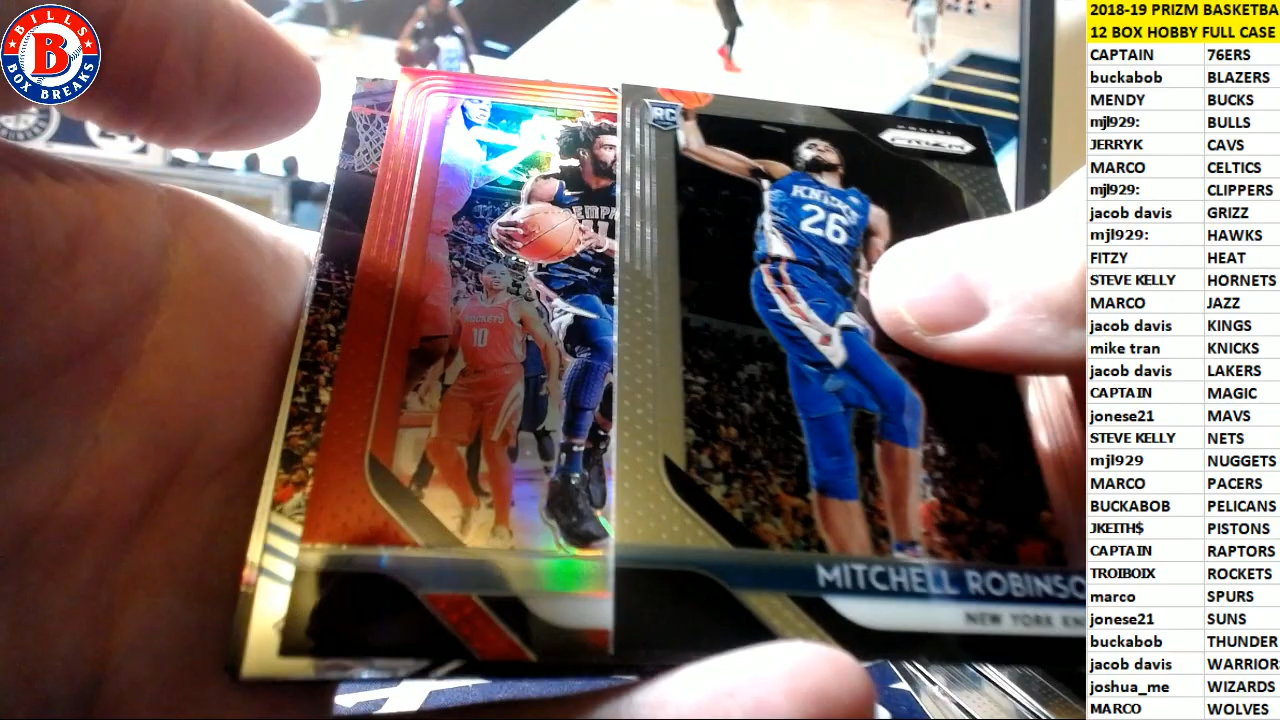 BILLS
B
BOX BREAKS
RC
PANINI
PRIZM
KNICKS
26
MEMPH
ROCKETS
10
MITCHELL ROBINSO
NEW YORK KN
2018-19 PRIZM BASKETBA
12 BOX HOBBY FULL CASE
CAPTAIN 76ERS
buckabob BLAZERS
MENDY BUCKS
mjl929: BULLS
JERRYK CAVS
MARCO CELTICS
mjl929: CLIPPERS
jacob davis GRIZZ
mjl929: HAWKS
FITZY HEAT
STEVE KELLY HORNETS
MARCO JAZZ
jacob davis KINGS
mike tran KNICKS
jacob davis LAKERS
CAPTAIN MAGIC
jonese21 MAVS
STEVE KELLY NETS
mjl929 NUGGETS
MARCO PACERS
BUCKABOB PELICANS
JKEITH$ PISTONS
CAPTAIN RAPTORS
TROIBOIX ROCKETS
marco SPURS
jonese21 SUNS
buckabob THUNDER
jacob davis WARRIOR
joshua_me WIZARDS
MARCO WOLVES